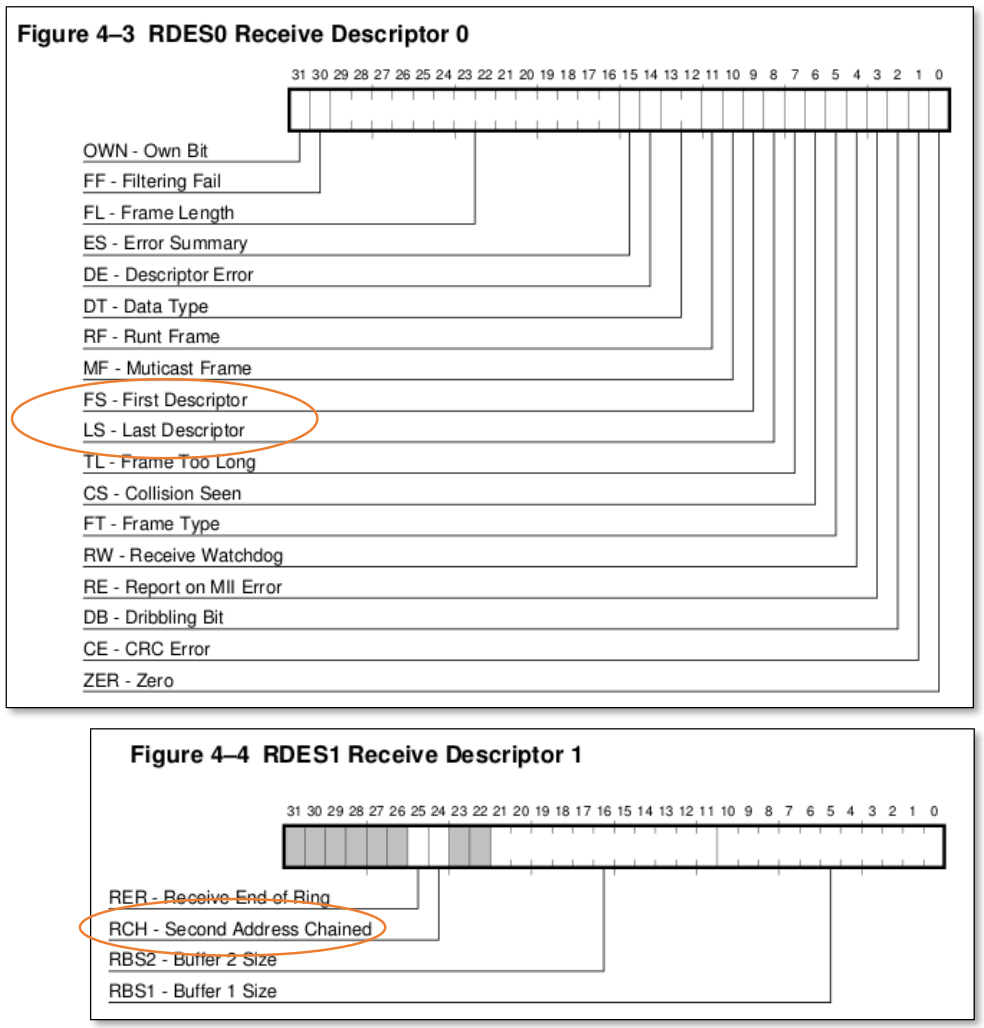 Figure 4–3 RDES0 Receive Descriptor 0
31 30 29 28 27 26 25 24 23 22 21 20 19 18 17 16 15 14 13 12 11 10 9 8 7 6 5 4 3 2 1 0
OWN - Own Bit
FF - Filtering Fail
FL - Frame Length
ES - Error Summary
DE - Descriptor Error
DT - Data Type
RF - Runt Frame
MF - Muticast Frame
FS - First Descriptor
LS - Last Descriptor
TL - Frame Too Long
CS - Collision Seen
FT - Frame Type
RW - Receive Watchdog
RE - Report on MII Error
DB - Dribbling Bit
CE - CRC Error
ZER - Zero
Figure 4–4 RDES1 Receive Descriptor 1
31 30 29 28 27 26 25 24 23 22 21 20 19 18 17 16 15 14 13 12 11 10 9 8 7 6 5 4 3 2 1 0
RER - Receive End of Ring
RCH - Second Address Chained
RBS2 - Buffer 2 Size
RBS1 - Buffer 1 Size